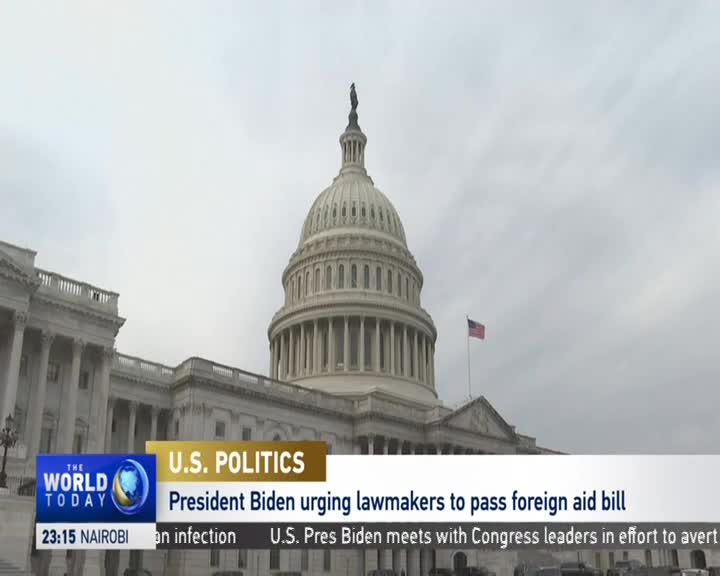 U.S. POLITICS
THE
WORLD
TODAY
President Biden urging lawmakers to pass foreign aid bill
23:15 NAIROBI
an infection U.S. Pres Biden meets with Congress leaders in effort to avert